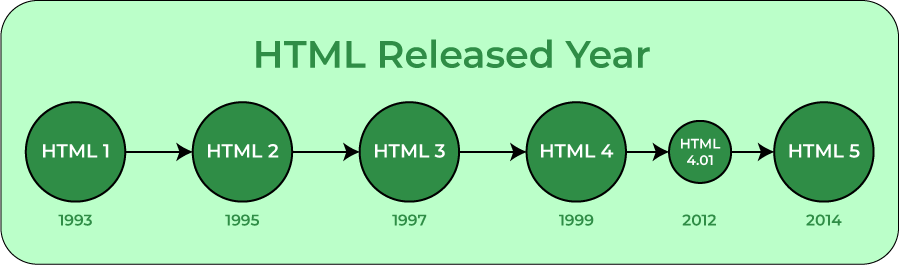 HTML Released Year
HTML 1
HTML 2
HTML 3
HTML 4
HTML
4.01
HTML 5
1993
1995
1997
1999
2012
2014